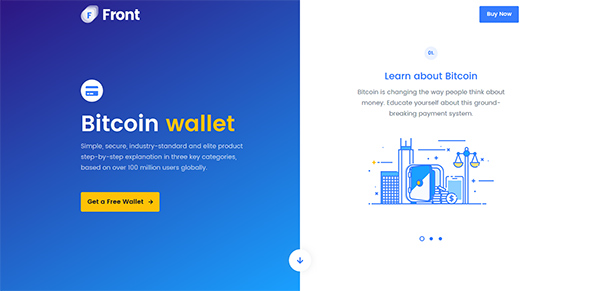 Front
Buy Now
Bitcoin wallet
Simple, secure, industry-standard and elite product
step-by-step explanation in three key categories,
based on over 100 million users globally.
Get a Free Wallet
01.
Learn about Bitcoin
Bitcoin is changing the way people think about
money. Educate yourself about this ground-
breaking payment system.